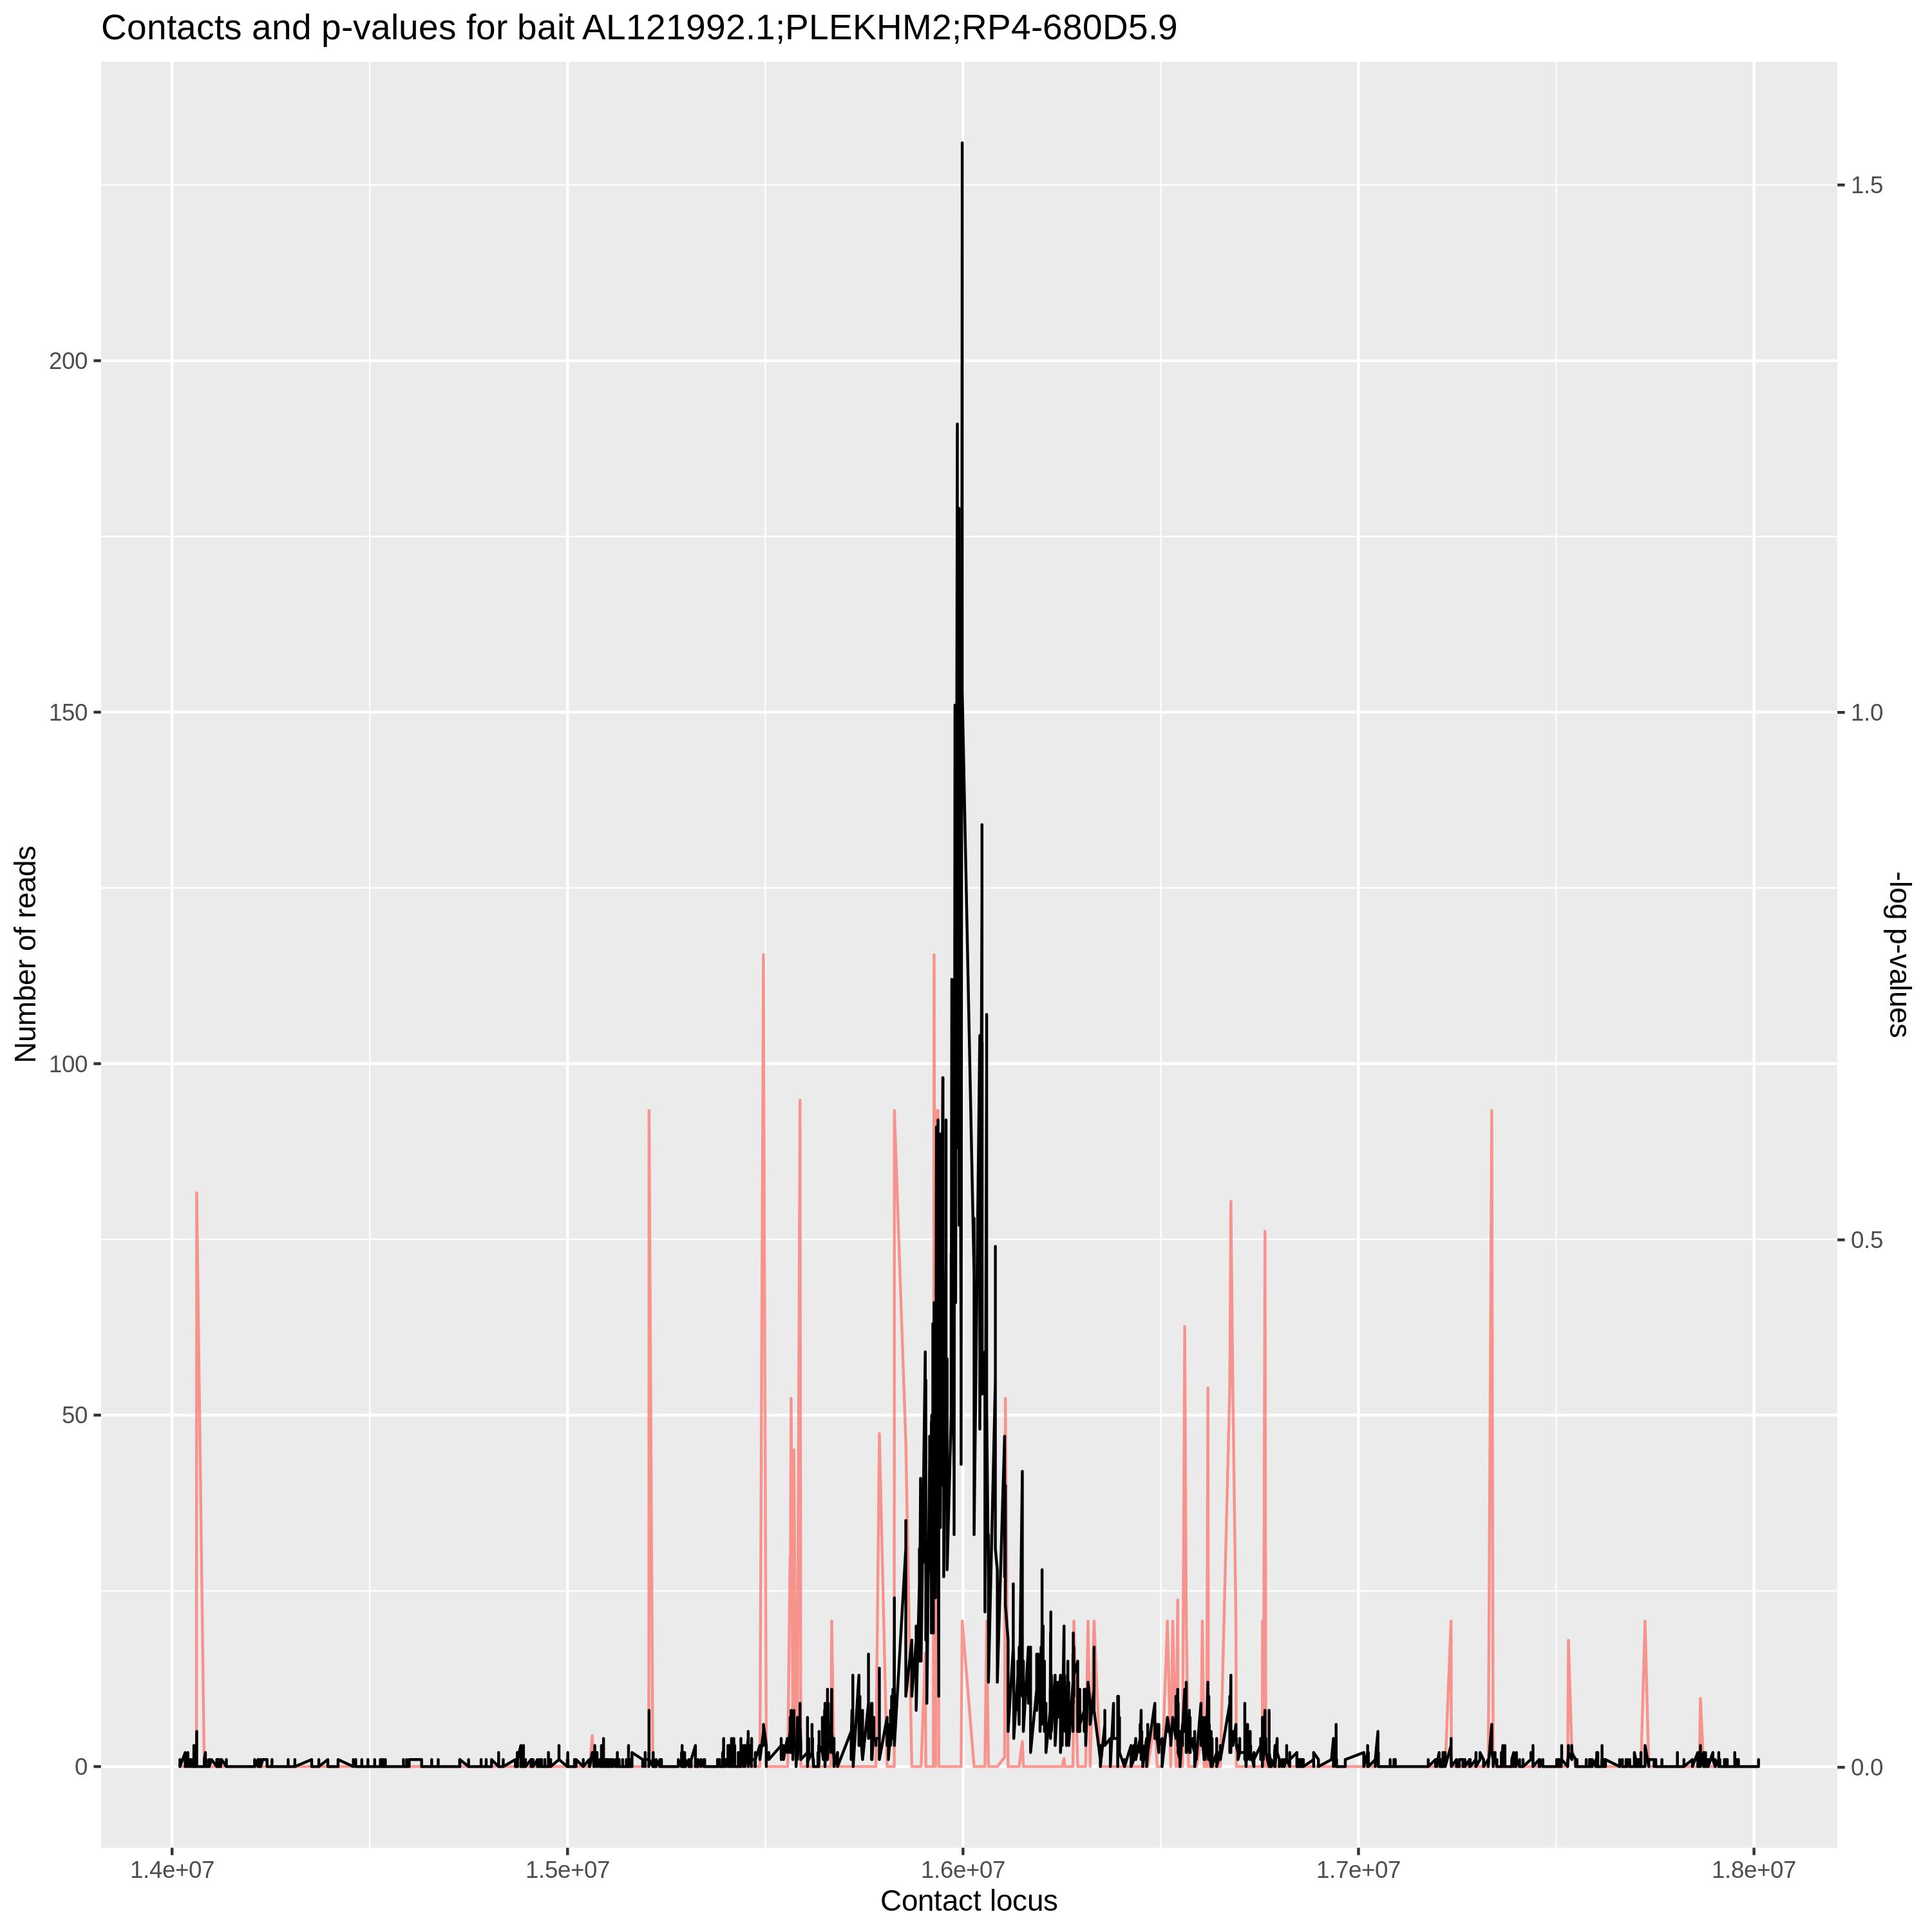 Contacts and p-values for bait AL121992.1;PLEKHM2;RP4-680D5.9
Number of reads
200
150
100
50
0
1.5
1.0
0.5
0.0
-log p-values
1.4e+07
1.5e+07
1.6e+07
1.7e+07
1.8e+07
Contact locus